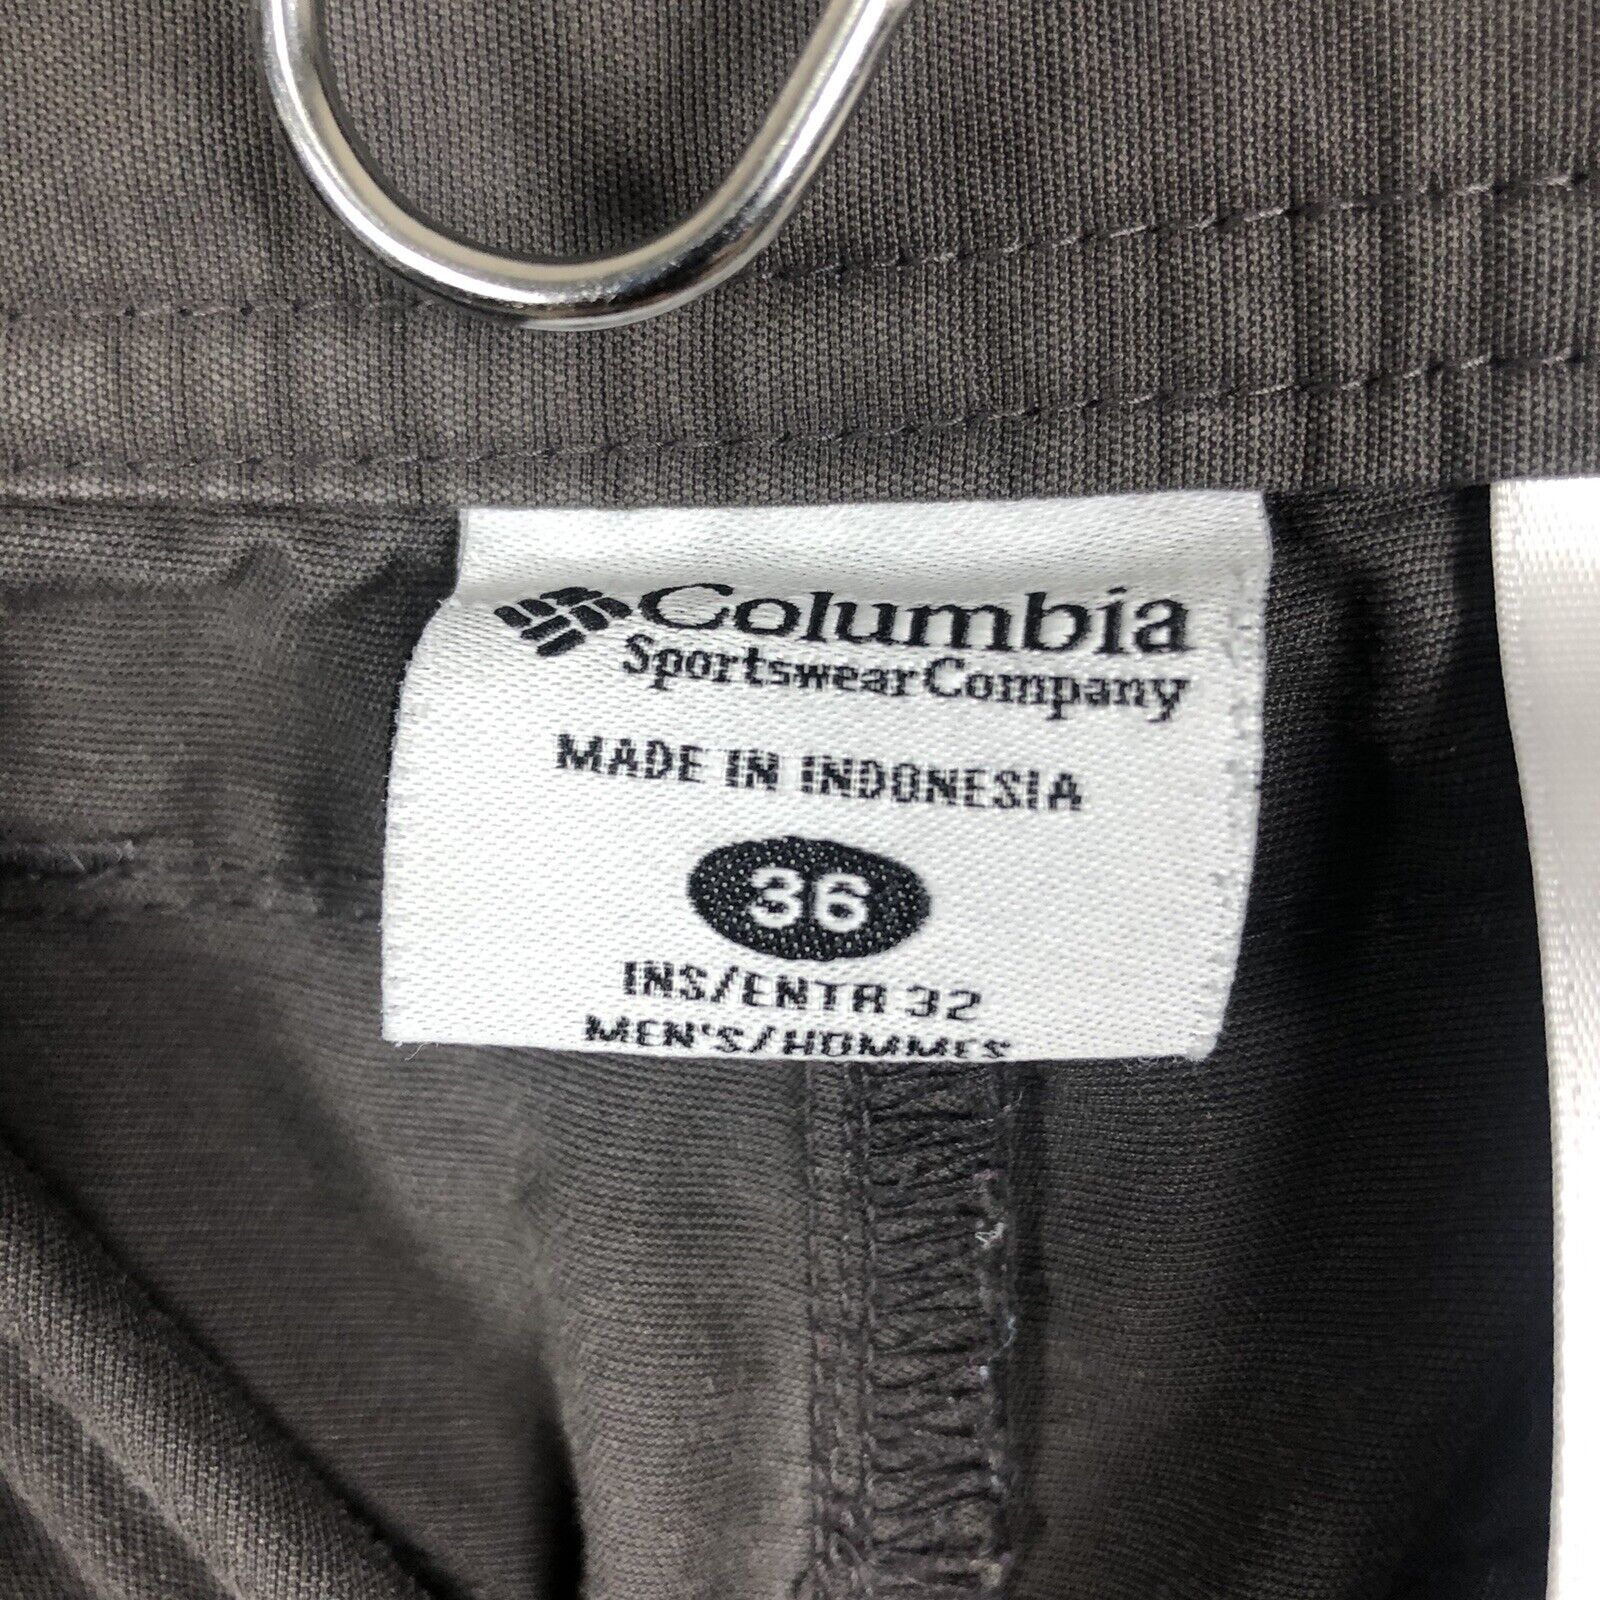 Columbia
Sportswear Company
MADE IN INDONESIA
36
INS/ENTR 32
MEN'S/HOMMES